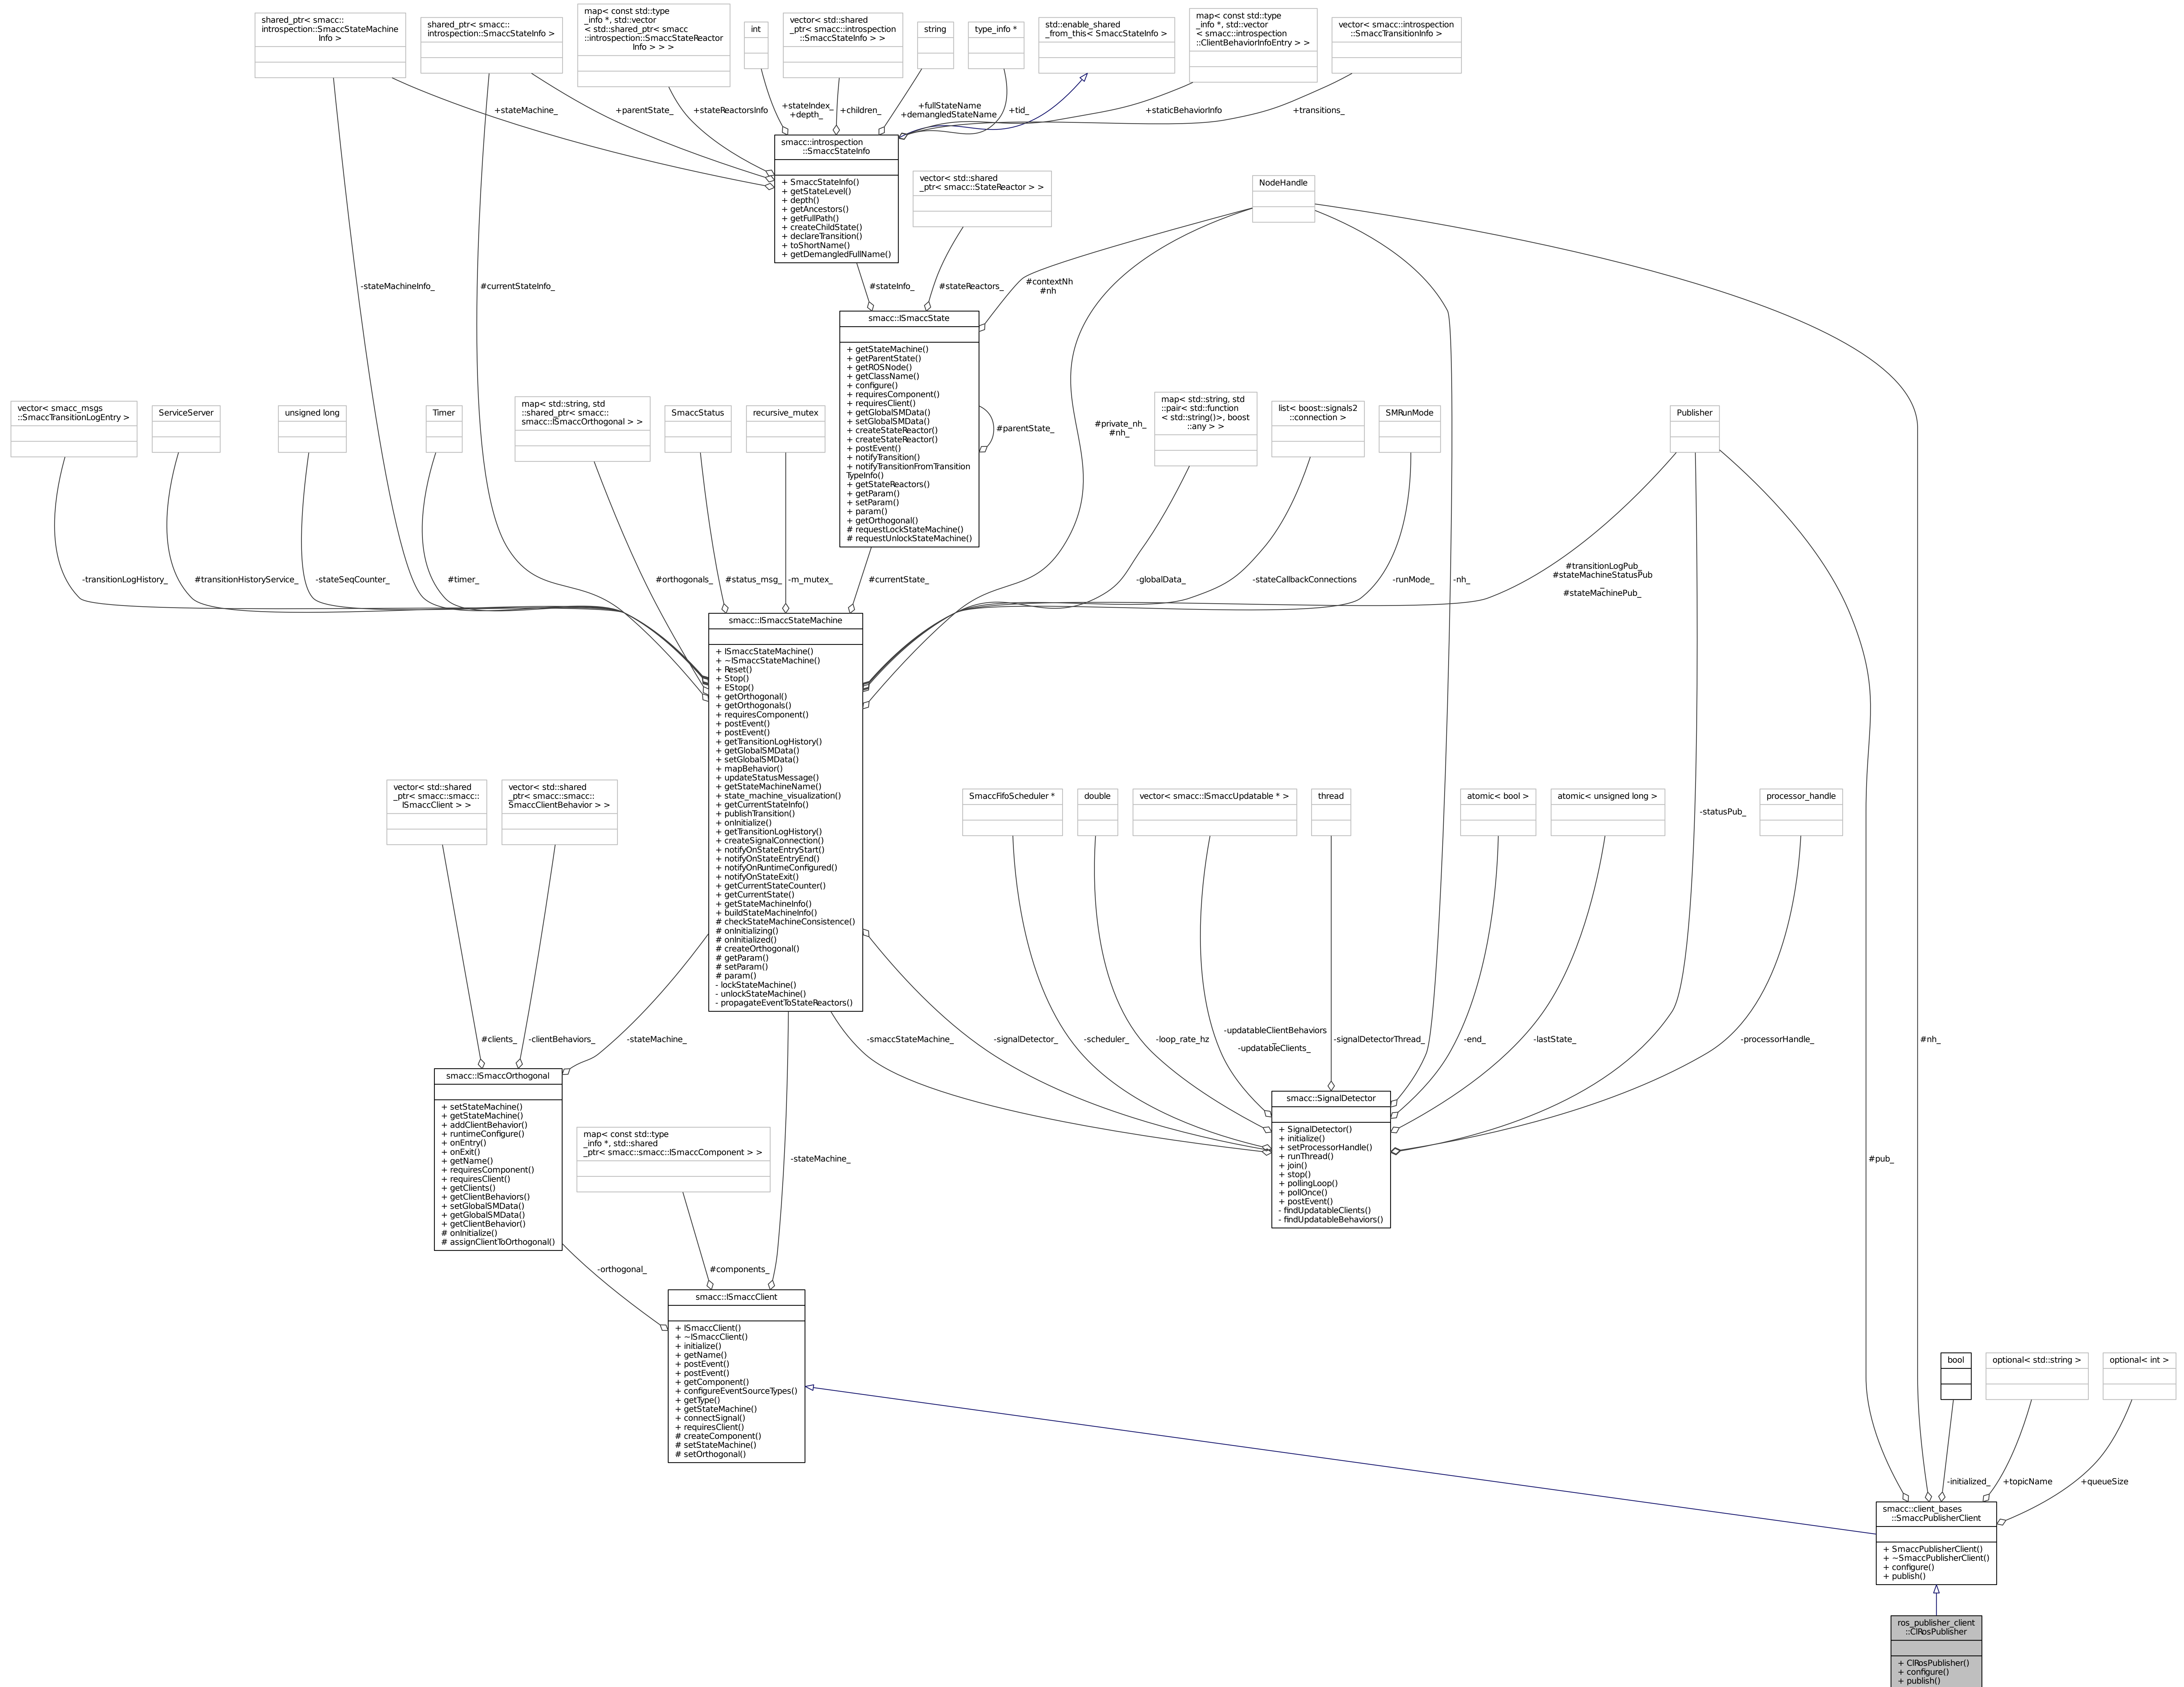 shared_ptr< smacc::
introspection::SmaccStateMachine
Info >
shared_ptr< smacc::
introspection::SmaccStateInfo >
map< const std::type
_info *, std::vector
< std::shared_ptr< smacc
::introspection::SmaccStateReactor
Info > > >
int
vector< std::shared
_ptr< smacc::introspection
::SmaccStateInfo > >
string
type_info *
std::enable_shared
_from_this< SmaccStateInfo >
map< const std::type
_info *, std::vector
< smacc::introspection
::ClientBehaviorInfoEntry > >
vector< smacc::introspection
::SmaccTransitionInfo >
+stateMachine_
+parentState_
+stateReactorsInfo
+stateIndex_
+depth_
+children_
+fullStateName
+demangledStateName
+tid_
+staticBehaviorInfo
+transitions_
smacc::introspection
::SmaccStateInfo
+ SmaccStateInfo()
+ getStateLevel()
+ depth()
+ getAncestors()
+ getFullPath()
+ createChildState()
+ declareTransition()
+ toShortName()
+ getDemangledFullName()
vector< std::shared
_ptr< smacc::StateReactor > >
NodeHandle
-stateMachineInfo_
#currentStateInfo_
#stateInfo_
#stateReactors_
#contextNh
#nh
smacc::ISmaccState
+ getStateMachine()
+ getParentState()
+ getROSNode()
+ getClassName()
+ configure()
+ requiresComponent()
+ requiresClient()
+ getGlobalSMData()
+ setGlobalSMData()
+ createStateReactor()
+ createStateReactor()
+ postEvent()
+ notifyTransition()
+ notifyTransitionFromTransition
TypeInfo()
+ getStateReactors()
+ getParam()
+ setParam()
+ param()
+ getOrthogonal()
# requestLockStateMachine()
# requestUnlockStateMachine()
#parentState_
vector< smacc_msgs
::SmaccTransitionLogEntry >
ServiceServer
unsigned long
Timer
map< std::string, std
::shared_ptr< smacc::
smacc::ISmaccOrthogonal > >
SmaccStatus
recursive_mutex
#private_nh_
#nh_
map< std::string, std
::pair< std::function
< std::string()>, boost
::any > >
list< boost::signals2
::connection >
SMRunMode
Publisher
-transitionLogHistory_
#transitionHistoryService_
-stateSeqCounter_
#timer_
#orthogonals_
#status_msg_
-m_mutex_
#currentState_
-globalData_
-stateCallbackConnections
-runMode_
-nh_
#transitionLogPub_
#stateMachineStatusPub
_
#stateMachinePub_
smacc::ISmaccStateMachine
+ ISmaccStateMachine()
+ ~ISmaccStateMachine()
+ Reset()
+ Stop()
+ EStop()
+ getOrthogonal()
+ getOrthogonals()
+ requiresComponent()
+ postEvent()
+ postEvent()
+ getTransitionLogHistory()
+ getGlobalSMData()
+ setGlobalSMData()
+ mapBehavior()
+ updateStatusMessage()
+ getStateMachineName()
+ state_machine_visualization()
+ getCurrentStateInfo()
+ publishTransition()
+ onInitialize()
+ getTransitionLogHistory()
+ createSignalConnection()
+ notifyOnStateEntryStart()
+ notifyOnStateEntryEnd()
+ notifyOnRuntimeConfigured()
+ notifyOnStateExit()
+ getCurrentStateCounter()
+ getCurrentState()
+ getStateMachineInfo()
+ buildStateMachineInfo()
# checkStateMachineConsistence()
# onInitializing()
# onInitialized()
# createOrthogonal()
# getParam()
# setParam()
# param()
- lockStateMachine()
- unlockStateMachine()
- propagateEventToStateReactors()
vector< std::shared
_ptr< smacc::smacc::
ISmaccClient > >
vector< std::shared
_ptr< smacc::smacc::
SmaccClientBehavior > >
SmaccFifoScheduler *
double
vector< smacc::ISmaccUpdatable * >
thread
atomic< bool >
atomic< unsigned long >
processor_handle
-statusPub_
#clients_
-clientBehaviors_
-stateMachine_
-smaccStateMachine_
-signalDetector_
-scheduler_
-loop_rate_hz
-updatableClientBehaviors
_
-updatableClients_
-signalDetectorThread_
-end_
-lastState_
-processorHandle_
#nh_
smacc::ISmaccOrthogonal
+ setStateMachine()
+ getStateMachine()
+ addClientBehavior()
+ runtimeConfigure()
+ onEntry()
+ onExit()
+ getName()
+ requiresComponent()
+ requiresClient()
+ getClients()
+ getClientBehaviors()
+ setGlobalSMData()
+ getGlobalSMData()
+ getClientBehavior()
# onInitialize()
# assignClientToOrthogonal()
map< const std::type
_info *, std::shared
_ptr< smacc::smacc::ISmaccComponent > >
-stateMachine_
smacc::SignalDetector
+ SignalDetector()
+ initialize()
+ setProcessorHandle()
+ runThread()
+ join()
+ stop()
+ pollingLoop()
+ pollOnce()
+ postEvent()
- findUpdatableClients()
- findUpdatableBehaviors()
#pub_
-orthogonal_
#components_
smacc::ISmaccClient
+ ISmaccClient()
+ ~ISmaccClient()
+ initialize()
+ getName()
+ postEvent()
+ postEvent()
+ getComponent()
+ configureEventSourceTypes()
+ getType()
+ getStateMachine()
+ connectSignal()
+ requiresClient()
# createComponent()
# setStateMachine()
# setOrthogonal()
bool
optional< std::string >
optional< int >
-initialized_
+topicName
+queueSize
smacc::client_bases
::SmaccPublisherClient
+ SmaccPublisherClient()
+ ~SmaccPublisherClient()
+ configure()
+ publish()
ros_publisher_client
::ClRosPublisher
+ ClRosPublisher()
+ configure()
+ publish()